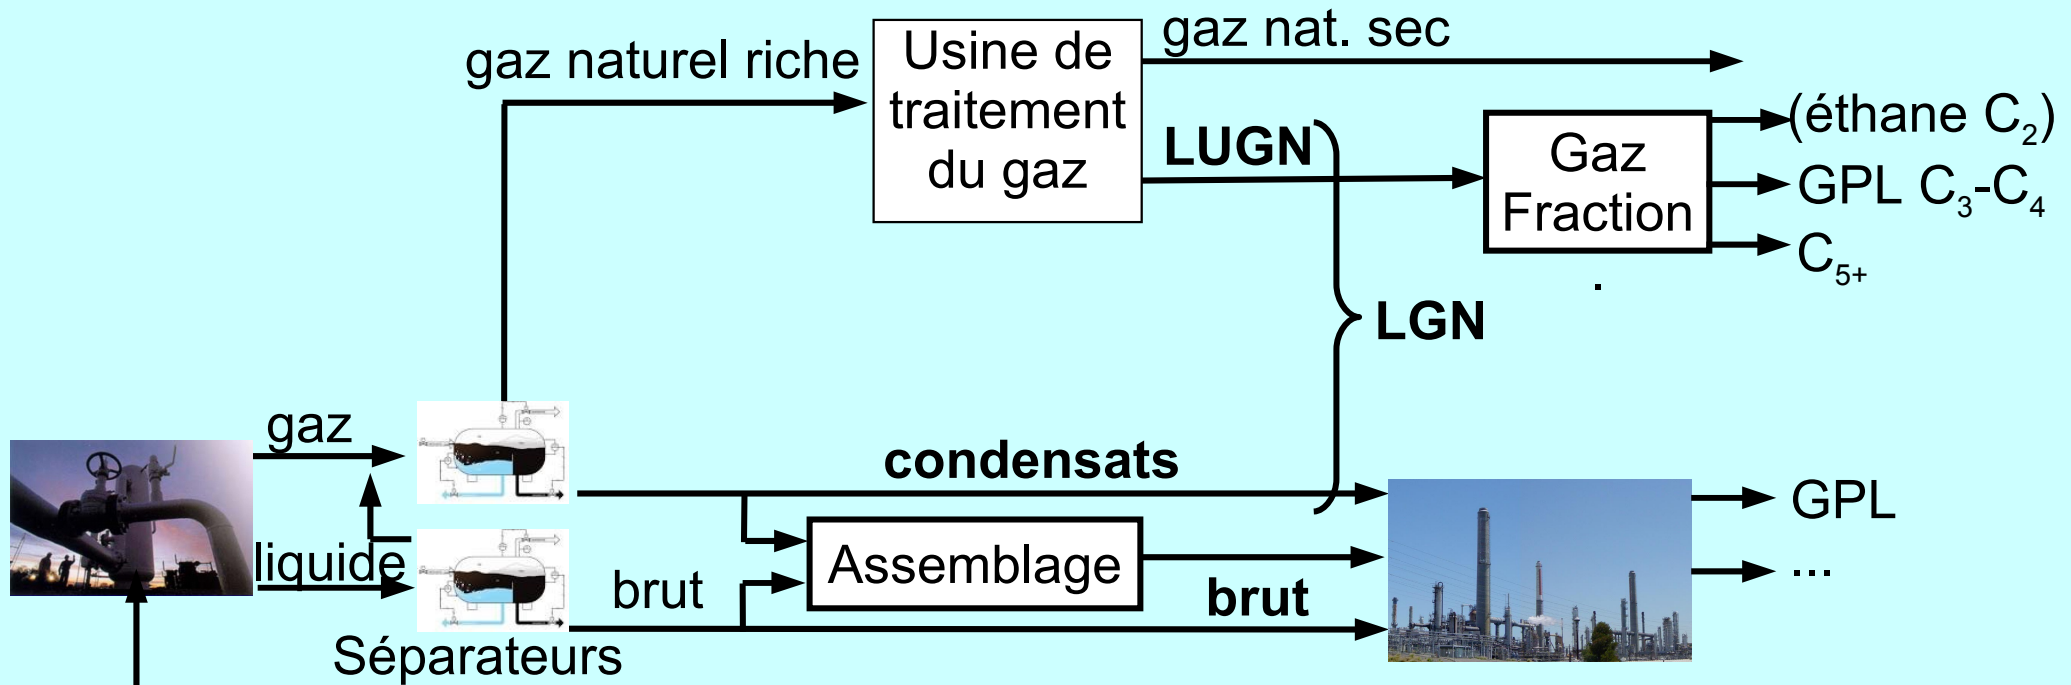 gaz naturel riche
Usine de
traitement
du gaz
gaz nat. sec
LUGN
Gaz
Fraction
.
(éthane C₂)
GPL C₃-C₄
C₅₊
LGN
gaz
liquide
Séparateurs
condensats
Assemblage
brut
brut
GPL
...